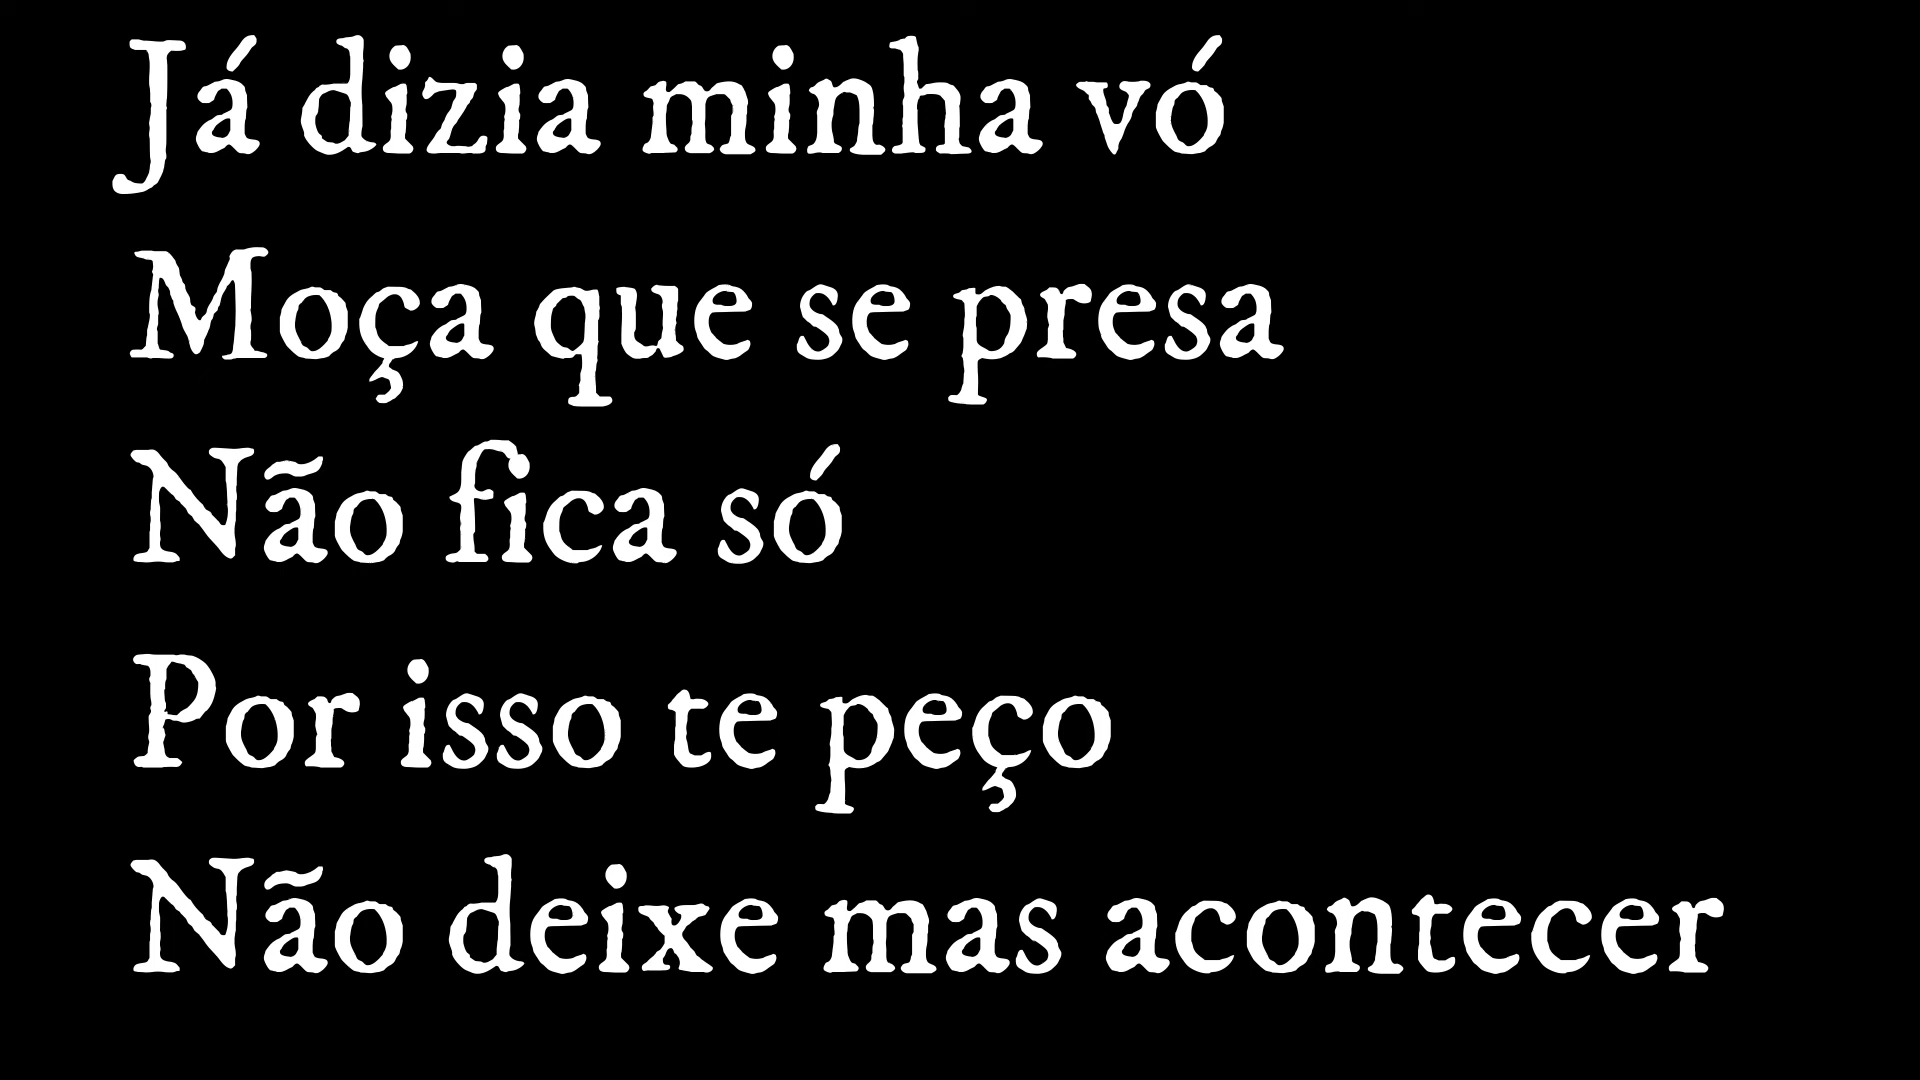 Já dizia minha vó
Moça que se presa
Não fica só
Por isso te peço
Não deixe mas acontecer